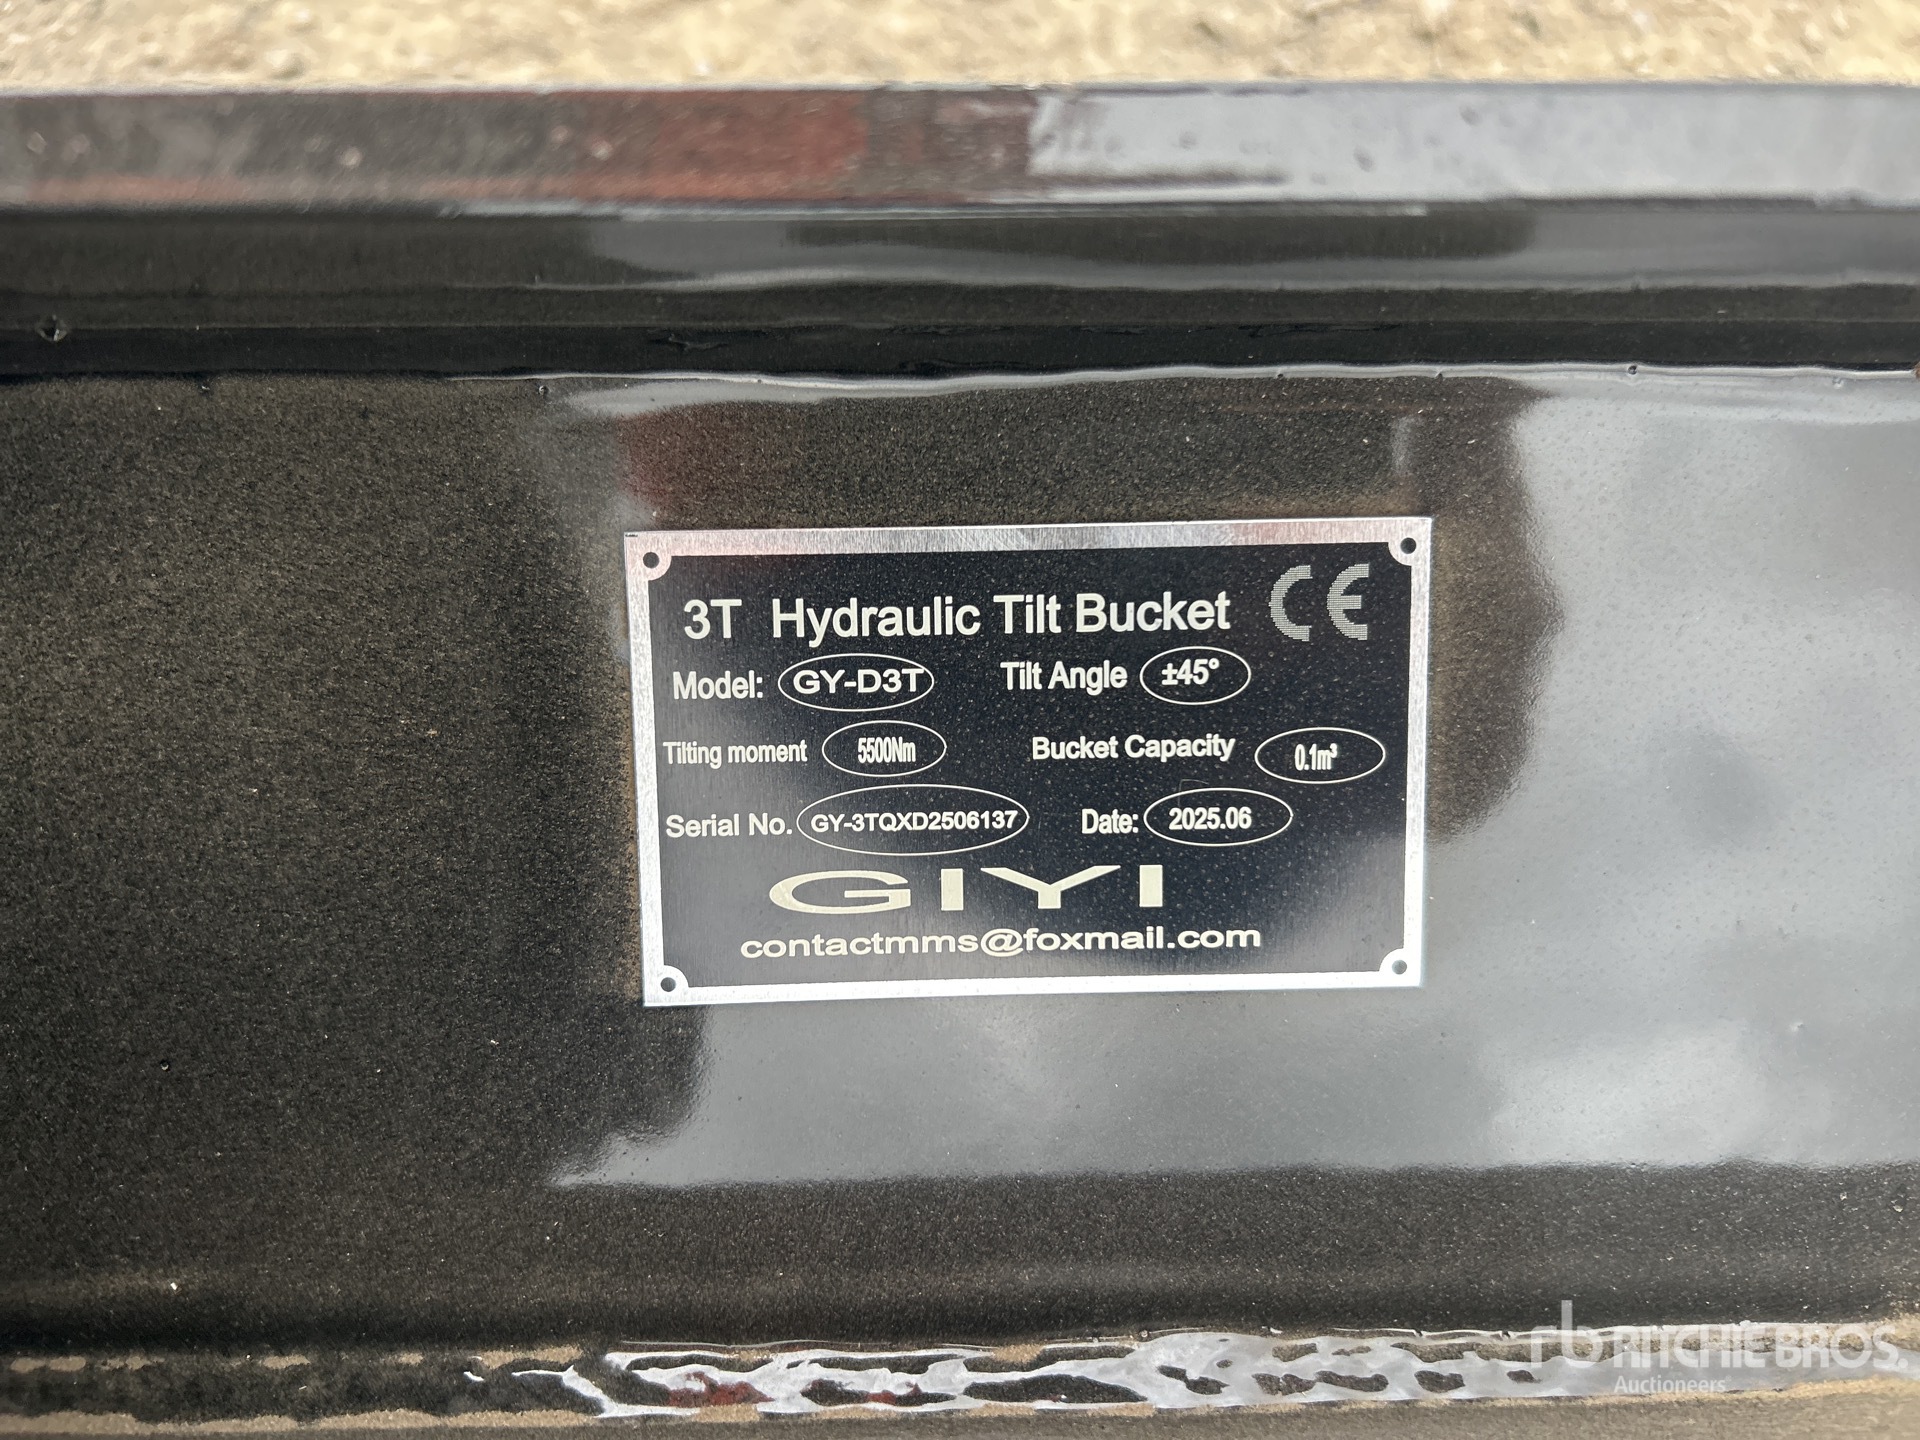 3T Hydraulic Tilt Bucket CE
Model: GY-D3T Tilt Angle ±45°
Tilting moment 5500Nm Bucket Capacity 0.1m³
Serial No. GY-3TQXD2506137 Date: 2025.06
GIYI
contactmms@foxmail.com
rb RITCHIE BROS.
Auctioneers